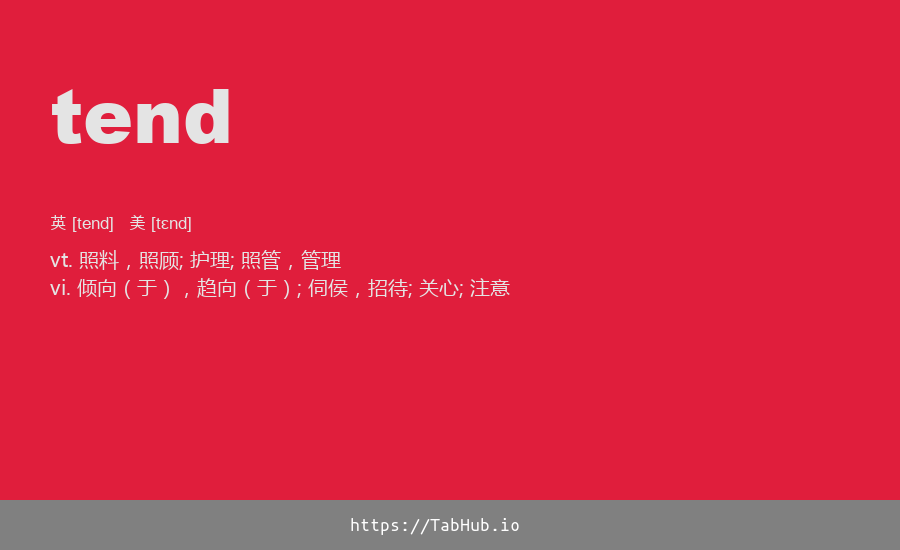 tend
英 [tend] 美 [tɛnd]
vt. 照料，照顾; 护理; 照管，管理
vi. 倾向（于），趋向（于）; 伺侯，招待; 关心; 注意
https://TabHub.io